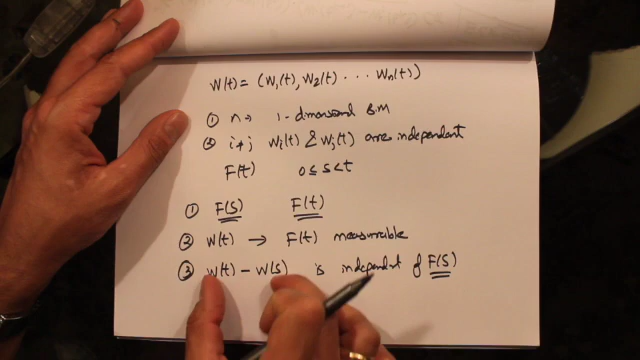 W(t) = (W₁(t), W₂(t) ... Wₙ(t))
① n → 1-dimensional BM
② i≠j Wᵢ(t) & Wⱼ(t) are independent
F(t) 0 ≤ s < t
① F(s) F(t)
② W(t) → F(t) measurable
③ W(t) - W(s) is independent of F(s)